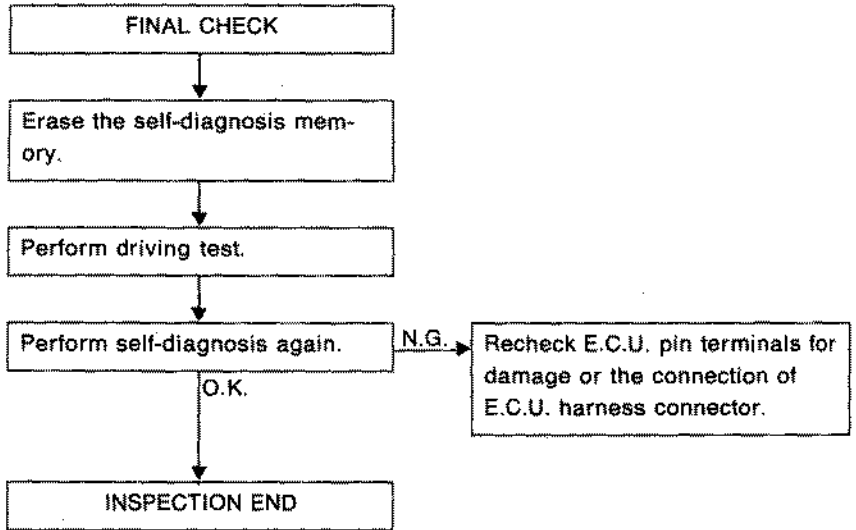 FINAL CHECK
Erase the self-diagnosis mem-
ory.
Perform driving test.
Perform self-diagnosis again.
N.G.
Recheck E.C.U. pin terminals for
damage or the connection of
E.C.U. harness connector.
O.K.
INSPECTION END